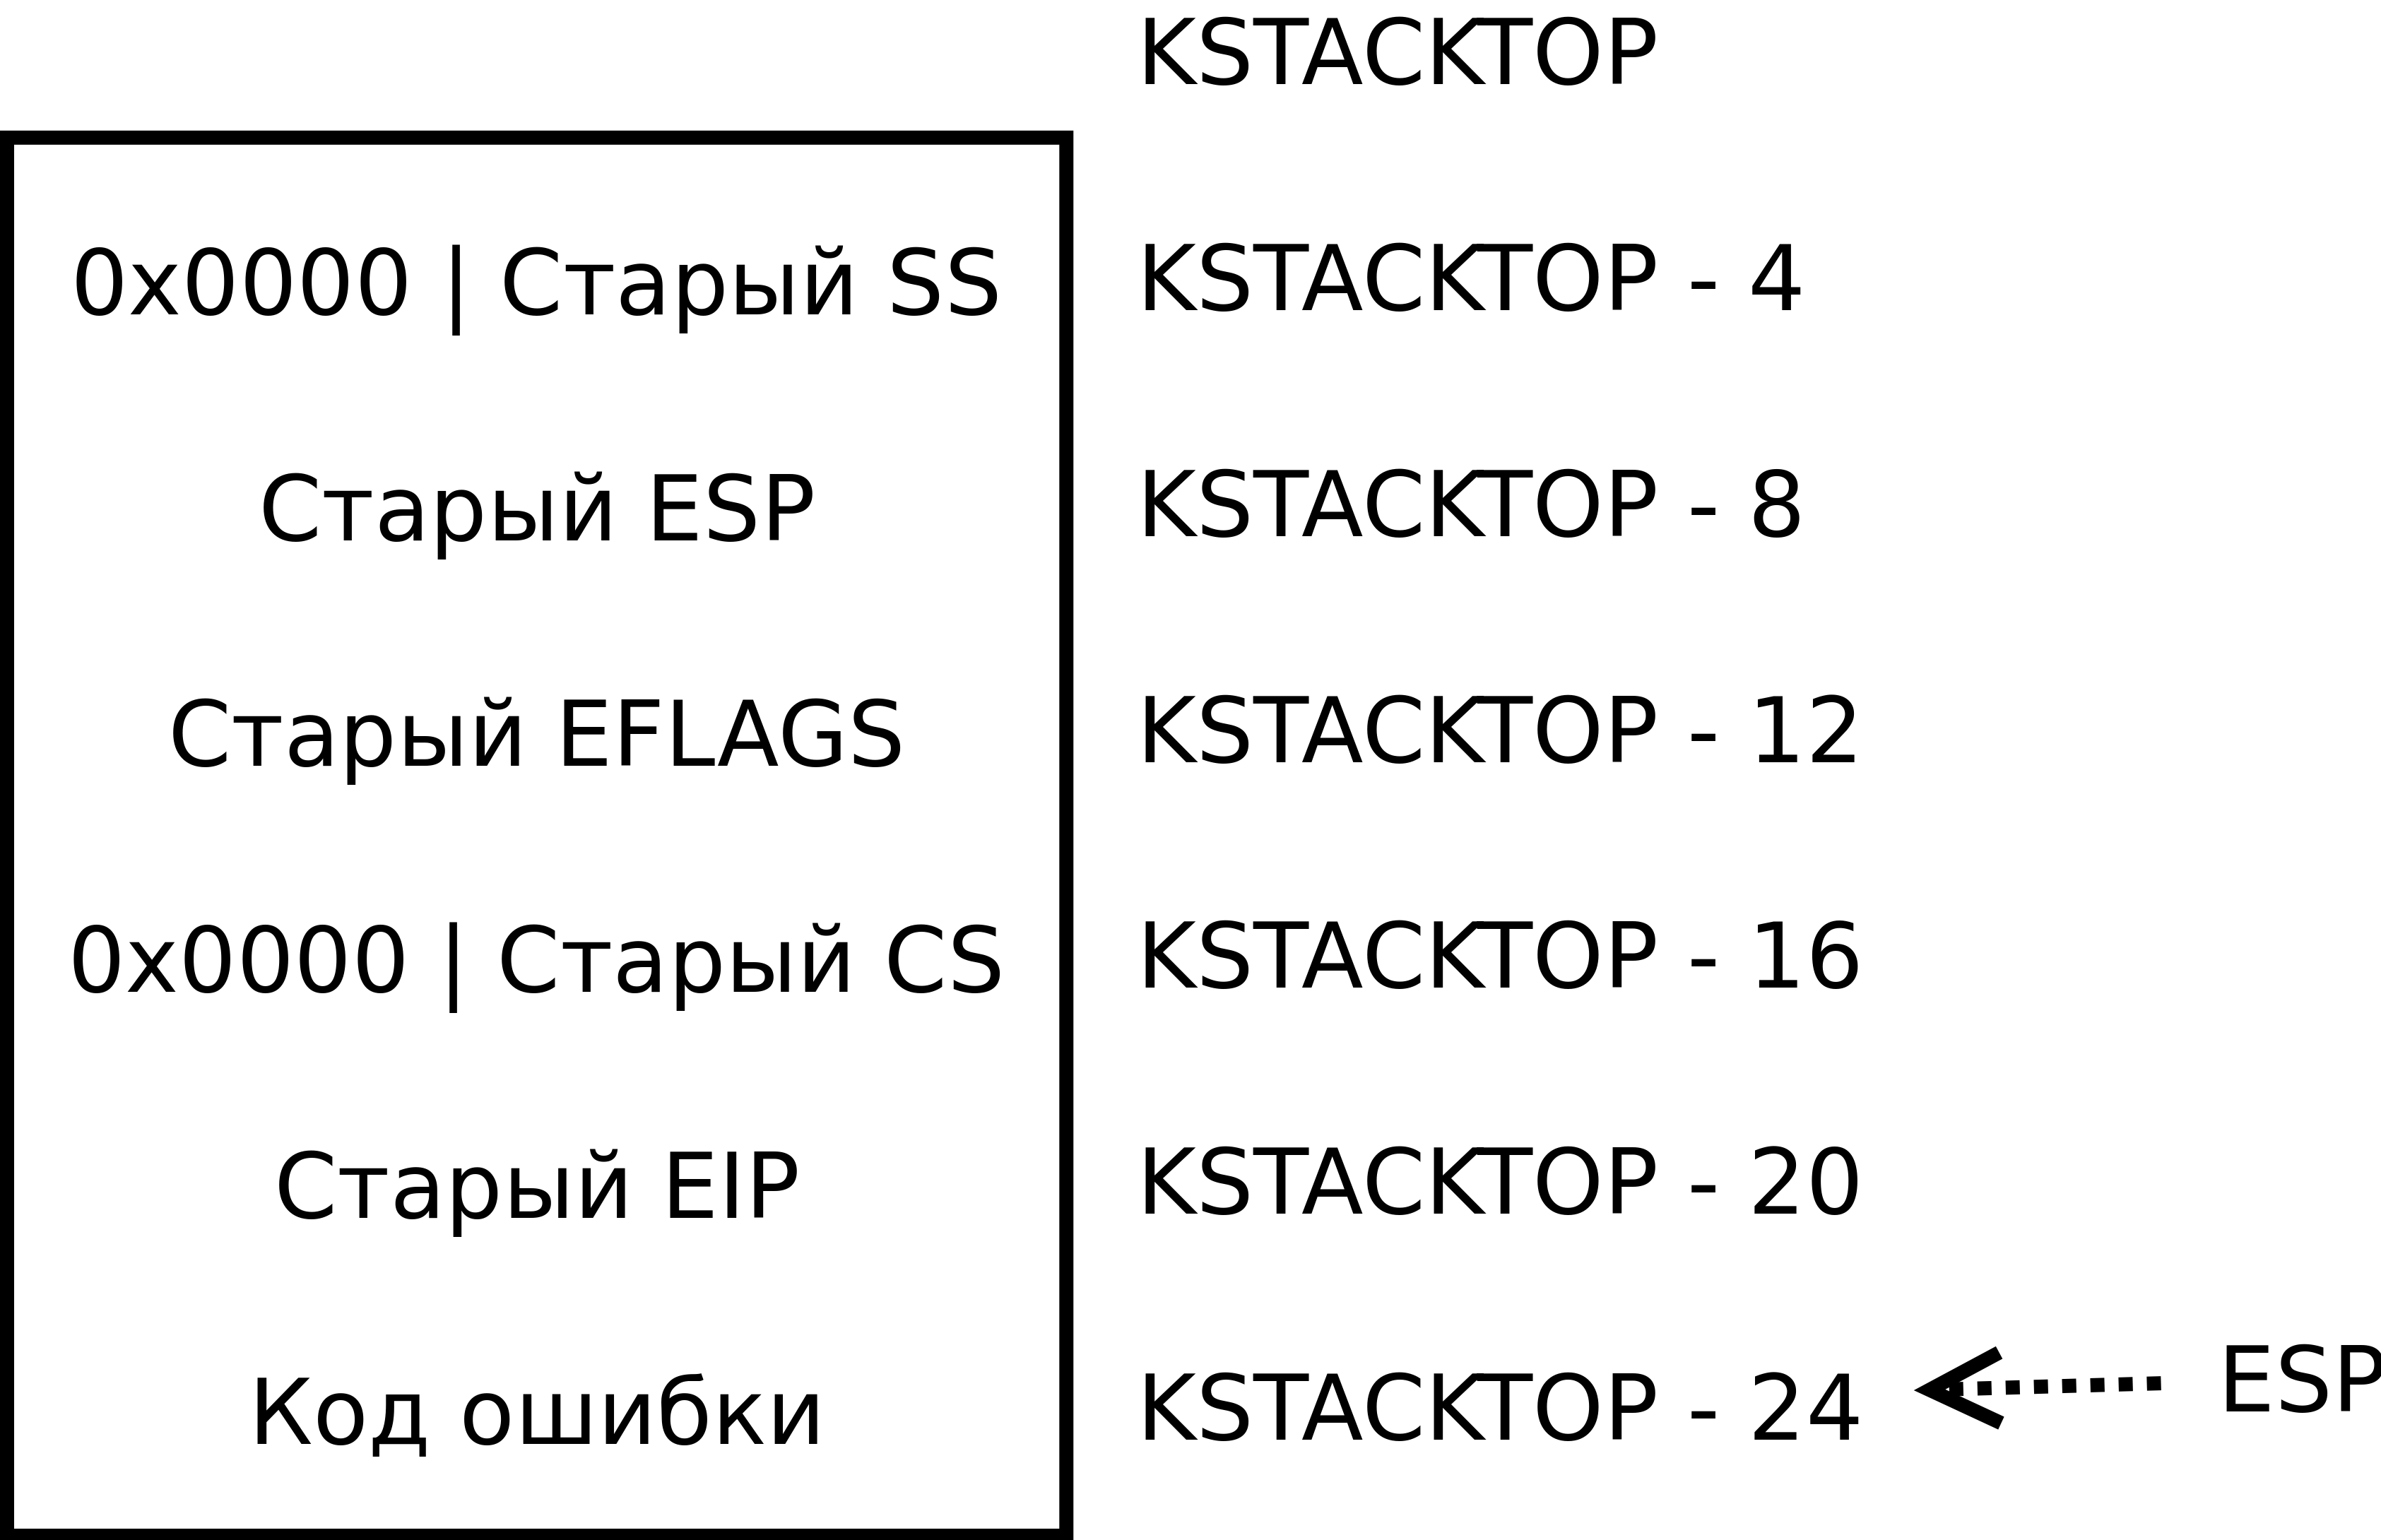 KSTACKTOP
0x0000 | Старый SS KSTACKTOP - 4
Старый ESP KSTACKTOP - 8
Старый EFLAGS KSTACKTOP - 12
0x0000 | Старый CS KSTACKTOP - 16
Старый EIP KSTACKTOP - 20
Код ошибки KSTACKTOP - 24 ESP